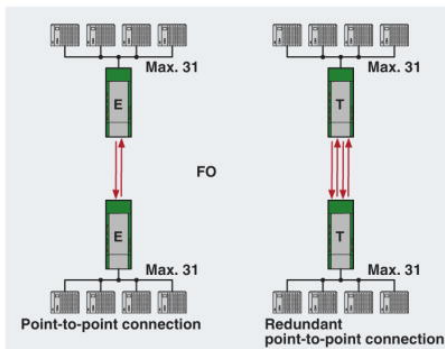 Max. 31
Max. 31
E
T
FO
E
T
Max. 31
Max. 31
Point-to-point connection
Redundant
point-to-point connection